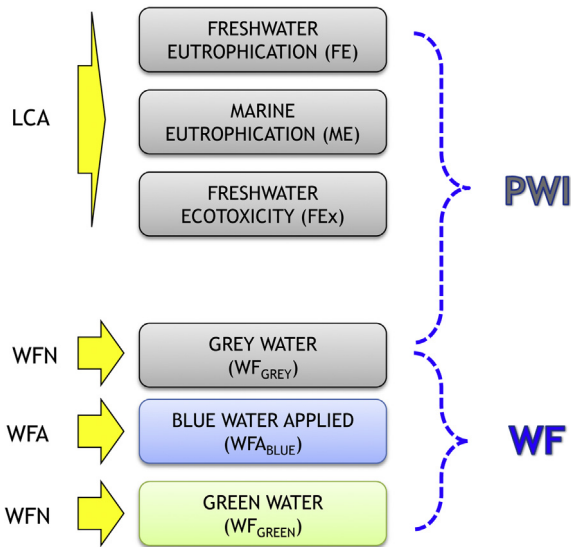 FRESHWATER
EUTROPHICATION (FE)
LCA
MARINE
EUTROPHICATION (ME)
FRESHWATER
ECOTOXICITY (FEx)
PWI
WFN
GREY WATER
(WFGREY)
WFA
BLUE WATER APPLIED
(WFABLUE)
WF
WFN
GREEN WATER
(WFGREEN)